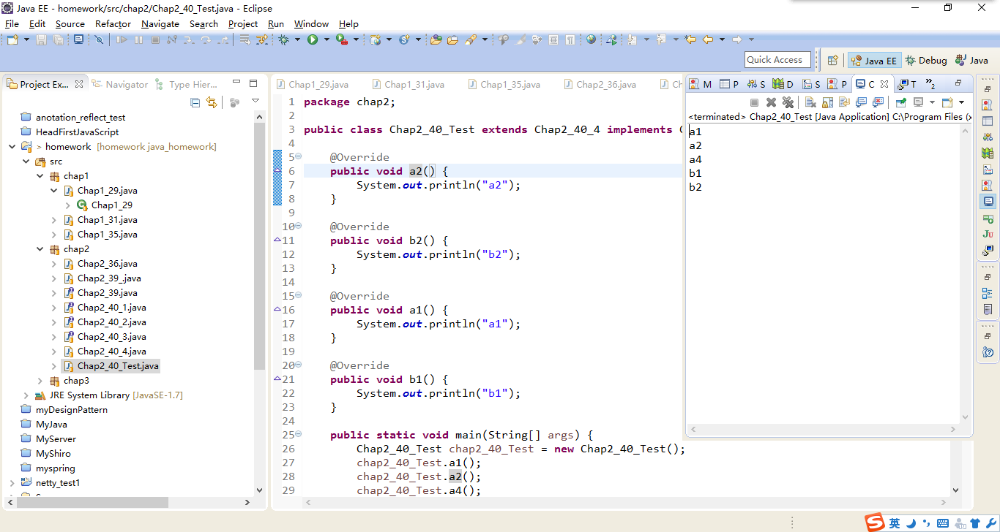 Java EE - homework/src/chap2/Chap2_40_Test.java - Eclipse
File Edit Source Refactor Navigate Search Project Run Window Help
Quick Access Java EE Debug Java
Project Ex... Navigator Type Hier...
anotation_reflect_test
HeadFirstJavaScript
> homework [homework java_homework]
src
chap1
Chap1_29.java
Chap1_29
Chap1_31.java
Chap1_35.java
chap2
Chap2_36.java
Chap2_39_.java
Chap2_39.java
Chap2_40_1.java
Chap2_40_2.java
Chap2_40_3.java
Chap2_40_4.java
Chap2_40_Test.java
chap3
JRE System Library [JavaSE-1.7]
myDesignPattern
MyJava
MyServer
MyShiro
myspring
netty_test1
Chap1_29.java Chap1_31.java Chap1_35.java Chap2_36.java Ch
1 package chap2;
2
3 public class Chap2_40_Test extends Chap2_40_4 implements C
4
5 @Override
6 public void a2() {
7 System.out.println("a2");
8 }
9
10 @Override
11 public void b2() {
12 System.out.println("b2");
13 }
14
15 @Override
16 public void a1() {
17 System.out.println("a1");
18 }
19
20 @Override
21 public void b1() {
22 System.out.println("b1");
23 }
24
25 public static void main(String[] args) {
26 Chap2_40_Test chap2_40_Test = new Chap2_40_Test();
27 chap2_40_Test.a1();
28 chap2_40_Test.a2();
29 chap2_40_Test.a4();
M P S D S P C T »2
<terminated> Chap2_40_Test [Java Application] C:\Program Files (x
a1
a2
a4
b1
b2
Ju
S 英